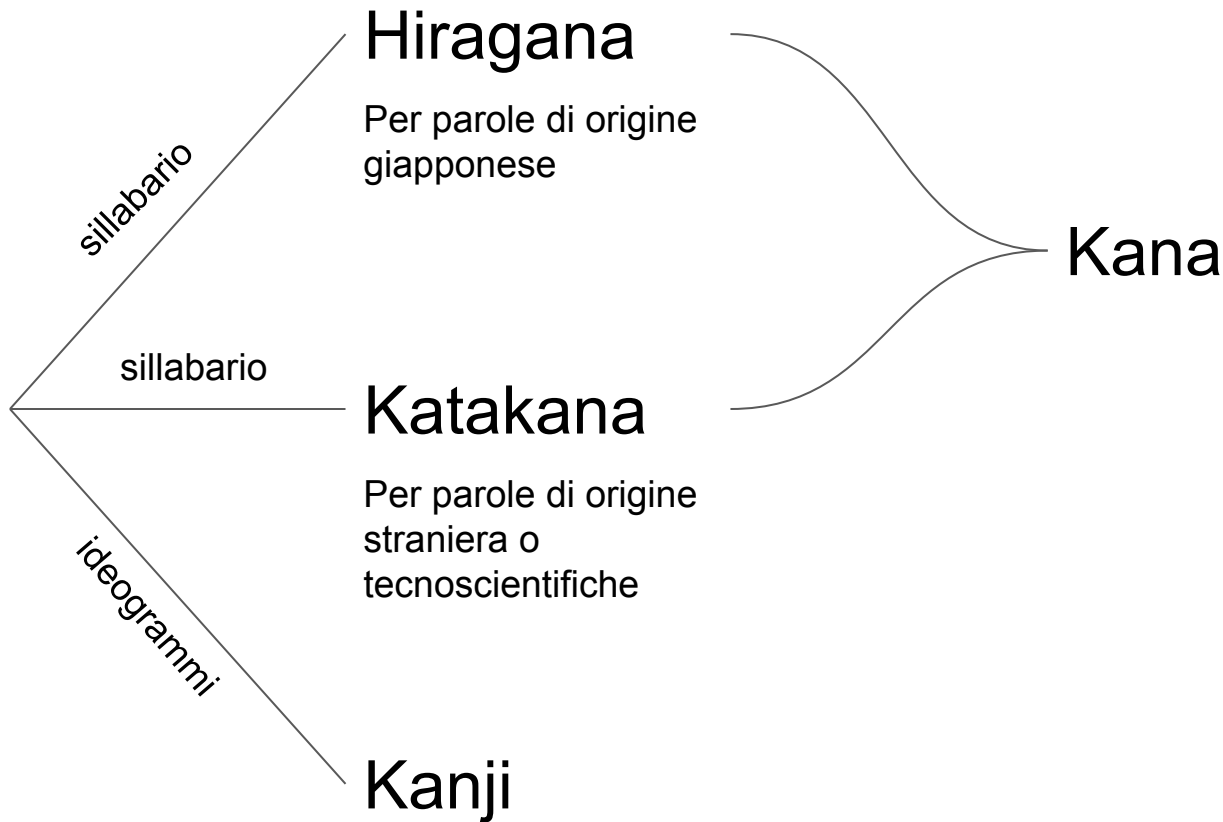 Hiragana
Per parole di origine
giapponese
sillabario
Kana
sillabario
Katakana
Per parole di origine
straniera o
tecnoscientifiche
ideogrammi
Kanji